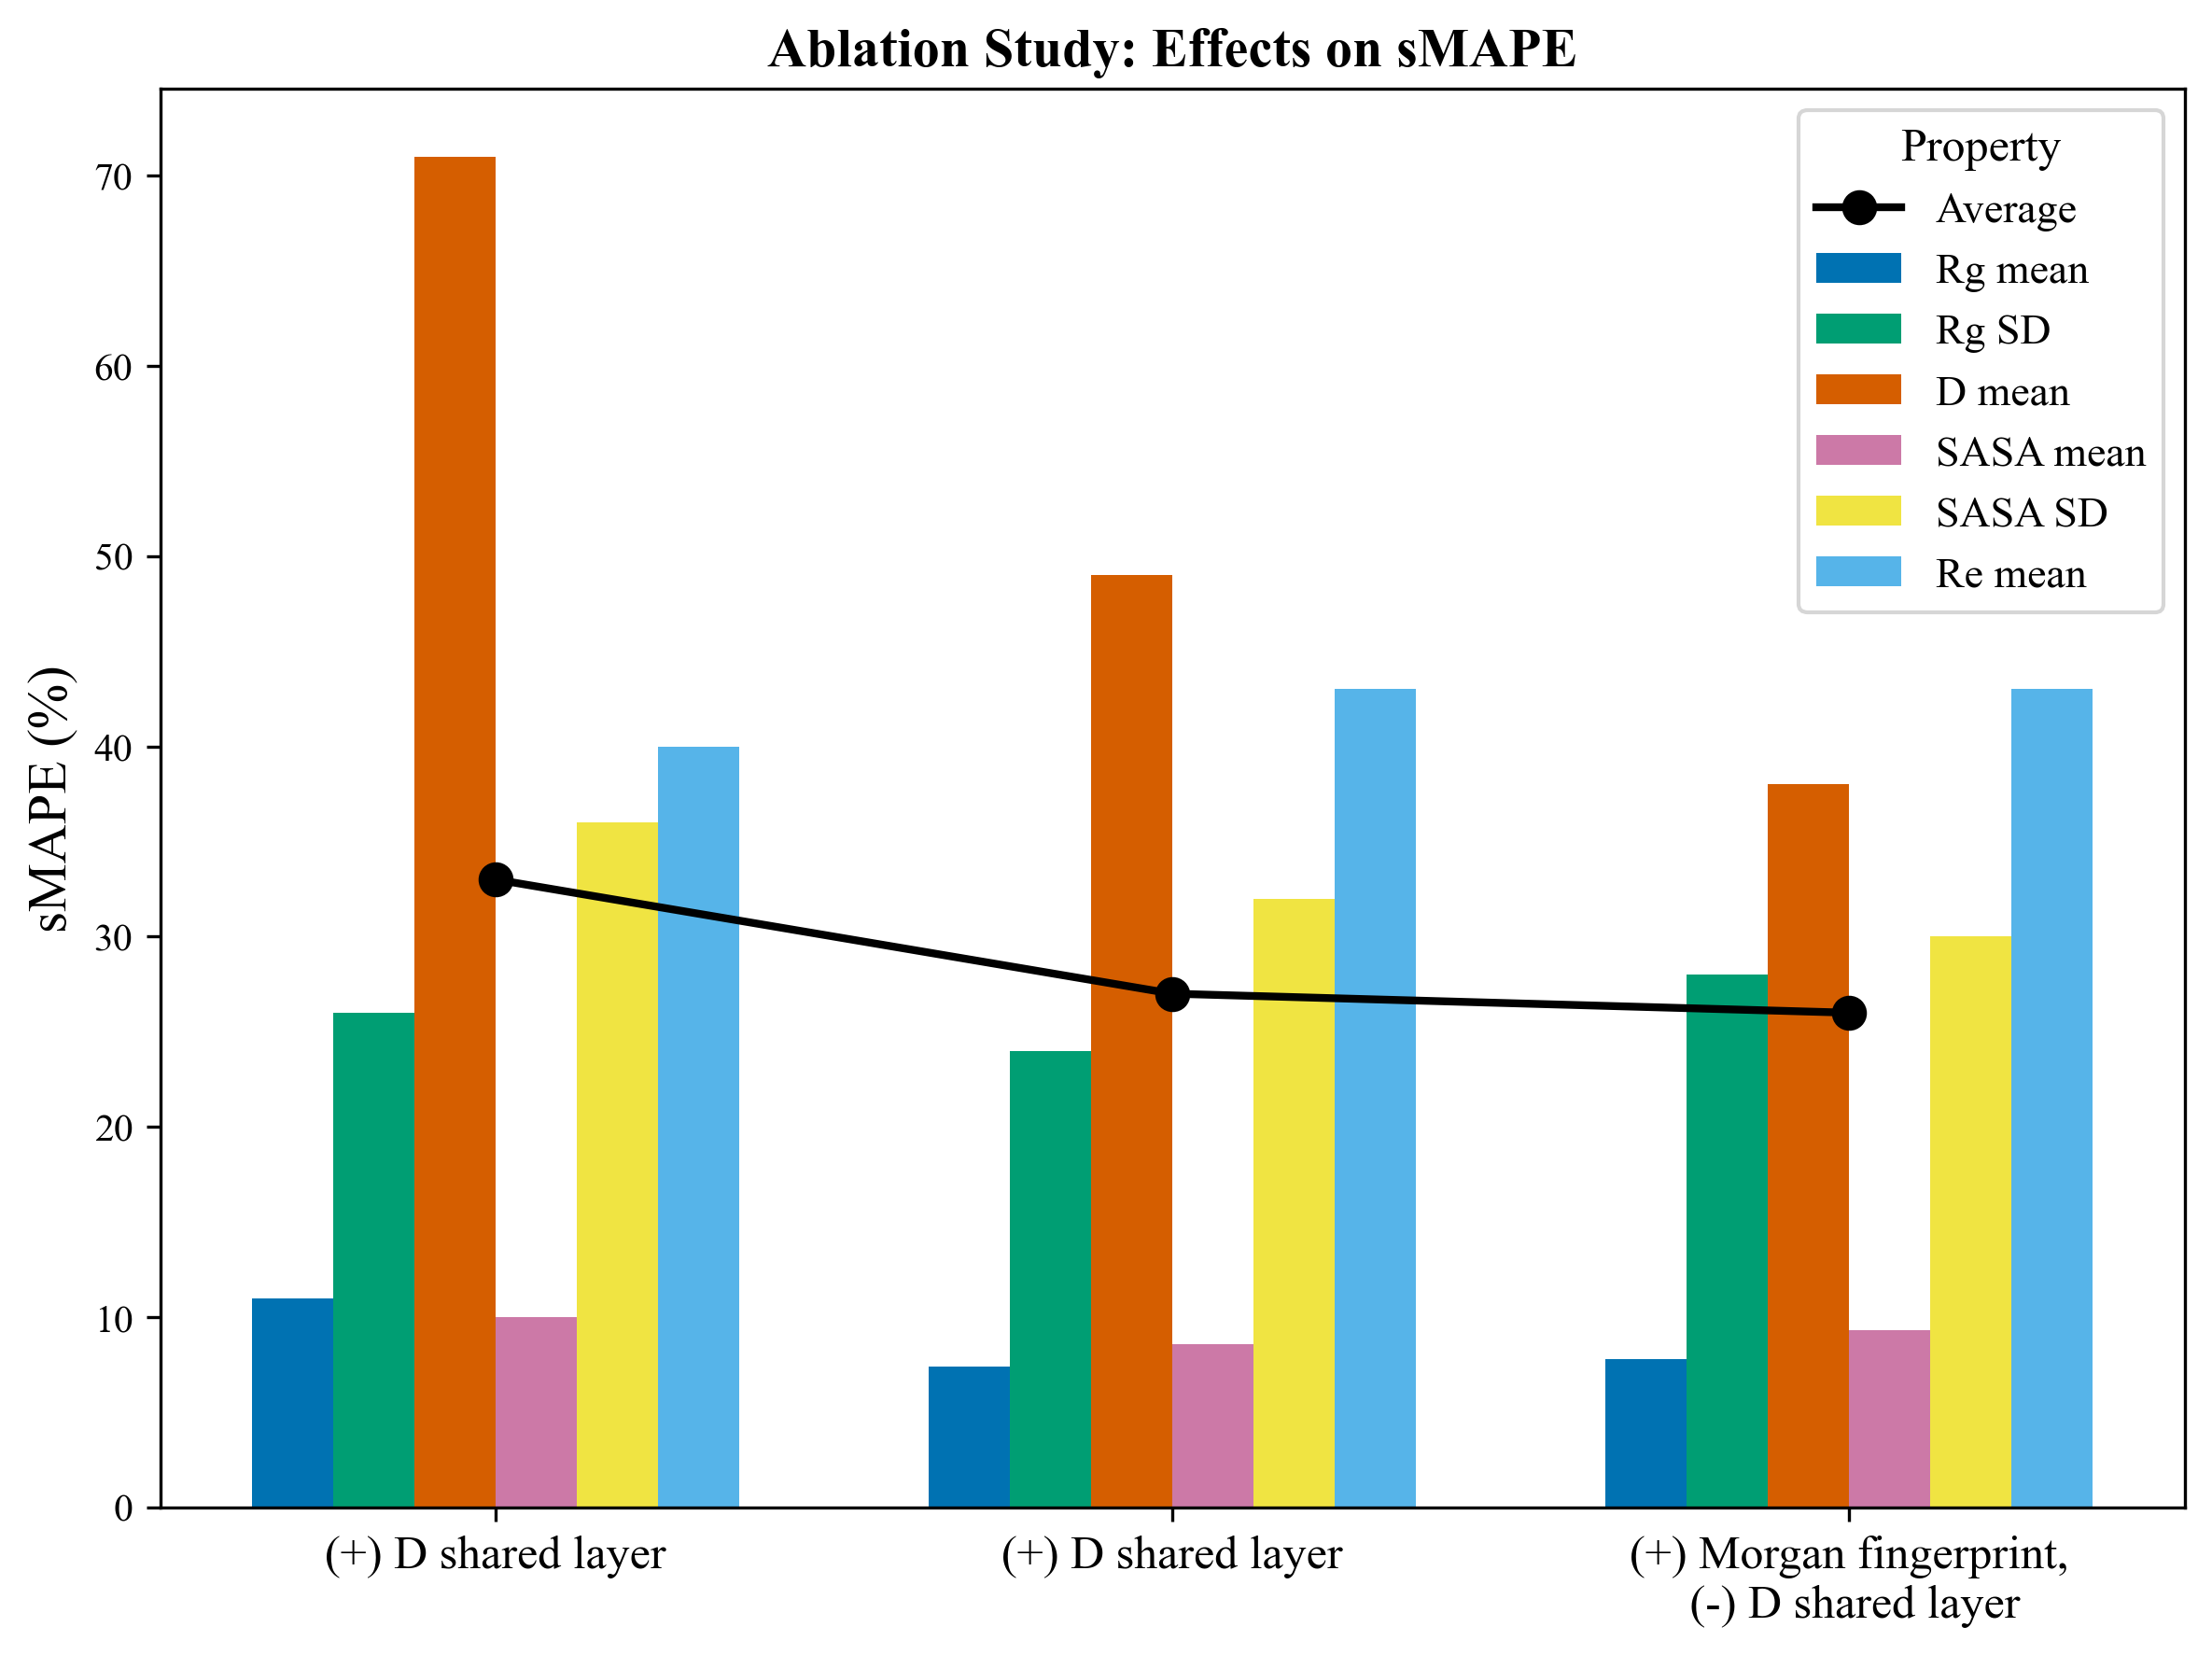 Ablation Study: Effects on sMAPE
Property
Average
Rg mean
Rg SD
D mean
SASA mean
SASA SD
Re mean
sMAPE (%)
70
60
50
40
30
20
10
0
(+) D shared layer
(+) D shared layer
(+) Morgan fingerprint,
(-) D shared layer